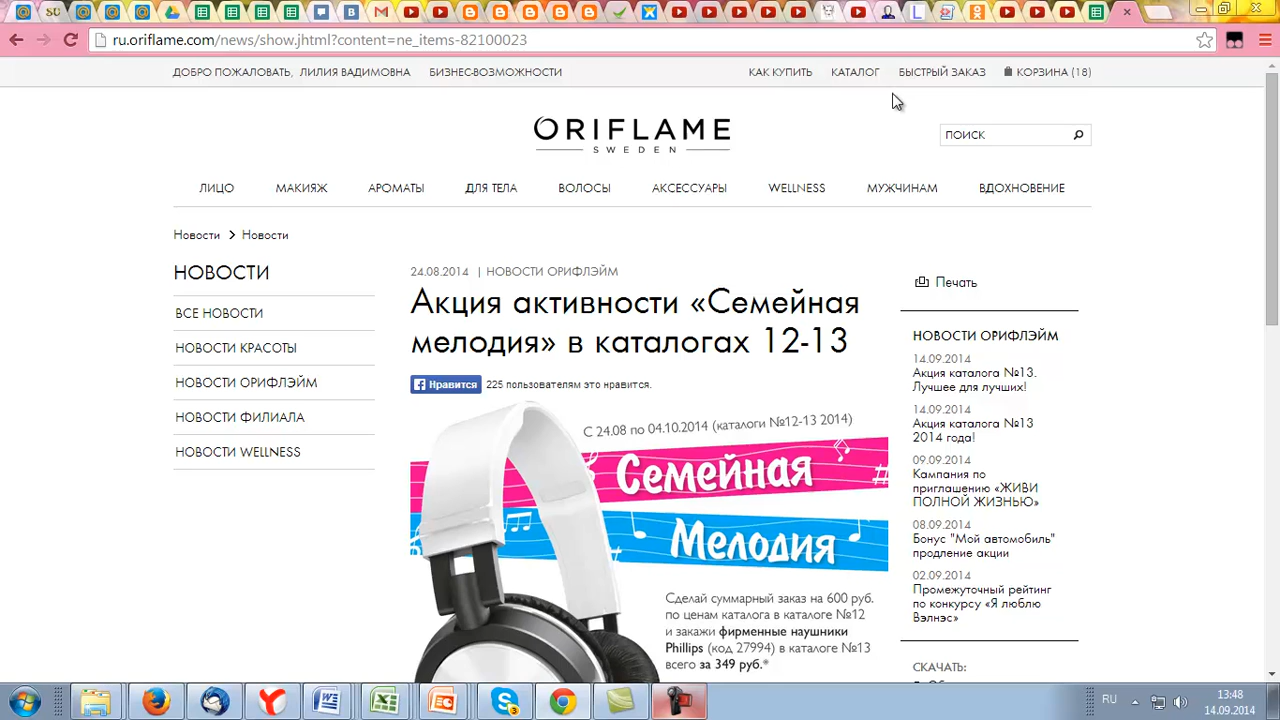 ru.oriflame.com/news/show.jhtml?content=ne_items-82100023
ДОБРО ПОЖАЛОВАТЬ, ЛИЛИЯ ВАДИМОВНА БИЗНЕС-ВОЗМОЖНОСТИ КАК КУПИТЬ КАТАЛОГ БЫСТРЫЙ ЗАКАЗ КОРЗИНА (18)
ORIFLAME
SWEDEN
ПОИСК
ЛИЦО МАКИЯЖ АРОМАТЫ ДЛЯ ТЕЛА ВОЛОСЫ АКСЕССУАРЫ WELLNESS МУЖЧИНАМ ВДОХНОВЕНИЕ
Новости > Новости
НОВОСТИ
ВСЕ НОВОСТИ
НОВОСТИ КРАСОТЫ
НОВОСТИ ОРИФЛЭЙМ
НОВОСТИ ФИЛИАЛА
НОВОСТИ WELLNESS
24.08.2014 | НОВОСТИ ОРИФЛЭЙМ
Акция активности «Семейная
мелодия» в каталогах 12-13
Нравится 225 пользователям это нравится.
С 24.08 по 04.10.2014 (каталоги №12-13 2014)
Семейная
Мелодия
Сделай суммарный заказ на 600 руб.
по ценам каталога в каталоге №12
и закажи фирменные наушники
Phillips (код 27994) в каталоге №13
всего за 349 руб.*
Печать
НОВОСТИ ОРИФЛЭЙМ
14.09.2014
Акция каталога №13.
Лучшее для лучших!
14.09.2014
Акция каталога №13
2014 года!
09.09.2014
Кампания по
приглашению «ЖИВИ
ПОЛНОЙ ЖИЗНЬЮ»
08.09.2014
Бонус "Мой автомобиль"
продление акции
02.09.2014
Промежуточный рейтинг
по конкурсу «Я люблю
Вэлнэс»
СКАЧАТЬ:
RU
13:48
14.09.2014